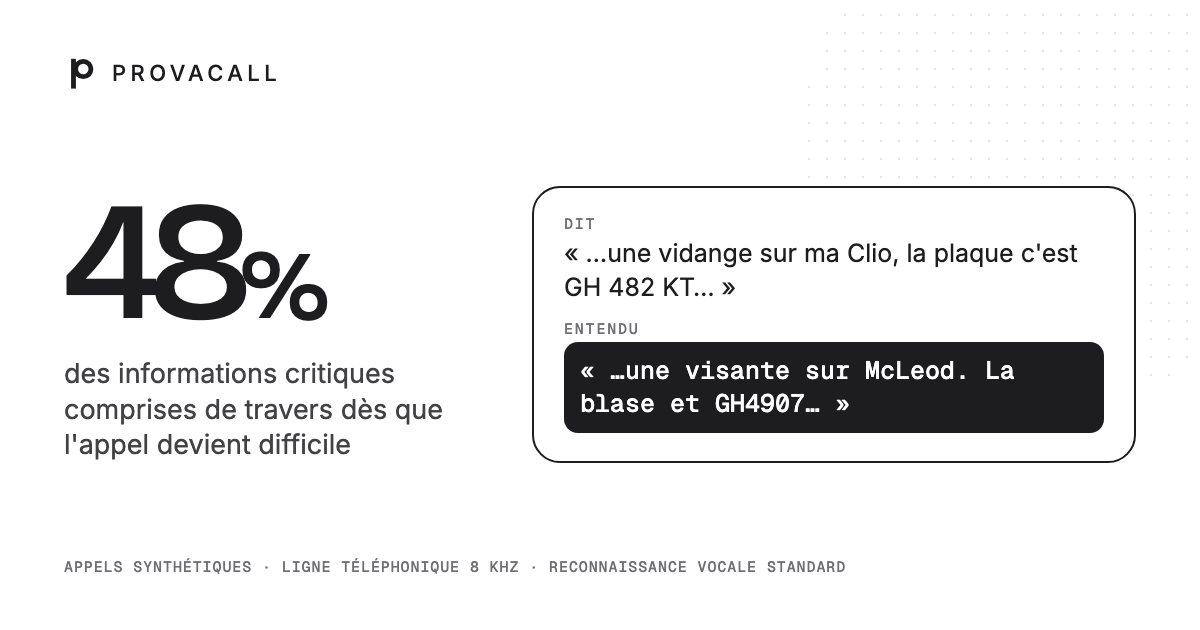 PROVACALL
48%
des informations critiques
comprises de travers dès que
l'appel devient difficile
DIT
« ...une vidange sur ma Clio, la plaque c'est
GH 482 KT... »
ENTENDU
« …une visante sur McLeod. La
blase et GH4907… »
APPELS SYNTHÉTIQUES · LIGNE TÉLÉPHONIQUE 8 KHZ · RECONNAISSANCE VOCALE STANDARD